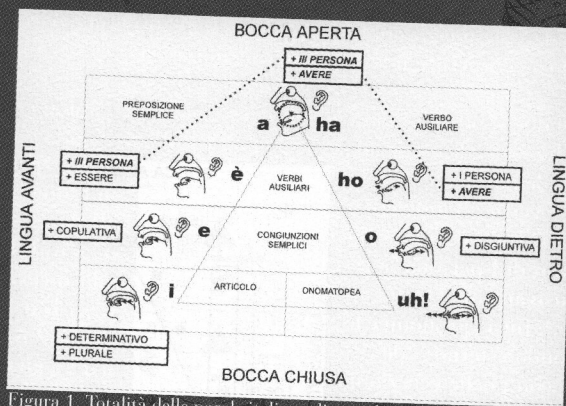 BOCCA APERTA
+ III PERSONA
+ AVERE
PREPOSIZIONE
SEMPLICE
a ha
VERBO
AUSILIARE
+ III PERSONA
+ ESSERE
è
VERBI
AUSILIARI
ho
+ I PERSONA
+ AVERE
LINGUA AVANTI
LINGUA DIETRO
+ COPULATIVA
e
CONGIUNZIONI
SEMPLICI
o
+ DISGIUNTIVA
i
ARTICOLO
ONOMATOPEA
uh!
+ DETERMINATIVO
+ PLURALE
BOCCA CHIUSA
Figura 1. Totalità delle